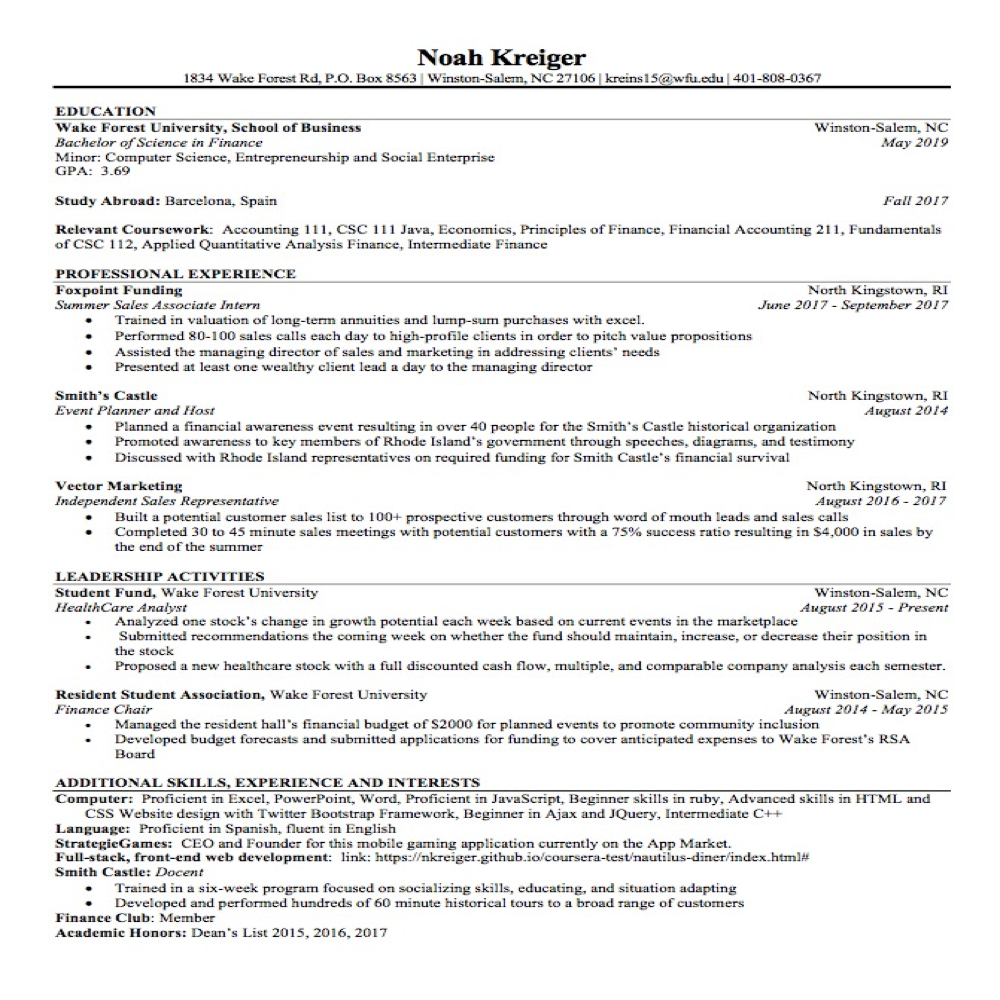 Noah Kreiger
1834 Wake Forest Rd, P.O. Box 8563 | Winston-Salem, NC 27106 | kreins15@wfu.edu | 401-808-0367
EDUCATION
Wake Forest University, School of Business Winston-Salem, NC
Bachelor of Science in Finance May 2019
Minor: Computer Science, Entrepreneurship and Social Enterprise
GPA: 3.69
Study Abroad: Barcelona, Spain Fall 2017
Relevant Coursework: Accounting 111, CSC 111 Java, Economics, Principles of Finance, Financial Accounting 211, Fundamentals
of CSC 112, Applied Quantitative Analysis Finance, Intermediate Finance
PROFESSIONAL EXPERIENCE
Foxpoint Funding North Kingstown, RI
Summer Sales Associate Intern June 2017 - September 2017
• Trained in valuation of long-term annuities and lump-sum purchases with excel.
• Performed 80-100 sales calls each day to high-profile clients in order to pitch value propositions
• Assisted the managing director of sales and marketing in addressing clients' needs
• Presented at least one wealthy client lead a day to the managing director
Smith's Castle North Kingstown, RI
Event Planner and Host August 2014
• Planned a financial awareness event resulting in over 40 people for the Smith's Castle historical organization
• Promoted awareness to key members of Rhode Island's government through speeches, diagrams, and testimony
• Discussed with Rhode Island representatives on required funding for Smith Castle's financial survival
Vector Marketing North Kingstown, RI
Independent Sales Representative August 2016 - 2017
• Built a potential customer sales list to 100+ prospective customers through word of mouth leads and sales calls
• Completed 30 to 45 minute sales meetings with potential customers with a 75% success ratio resulting in $4,000 in sales by
the end of the summer
LEADERSHIP ACTIVITIES
Student Fund, Wake Forest University Winston-Salem, NC
HealthCare Analyst August 2015 - Present
• Analyzed one stock's change in growth potential each week based on current events in the marketplace
• Submitted recommendations the coming week on whether the fund should maintain, increase, or decrease their position in
the stock
• Proposed a new healthcare stock with a full discounted cash flow, multiple, and comparable company analysis each semester.
Resident Student Association, Wake Forest University Winston-Salem, NC
Finance Chair August 2014 - May 2015
• Managed the resident hall's financial budget of $2000 for planned events to promote community inclusion
• Developed budget forecasts and submitted applications for funding to cover anticipated expenses to Wake Forest's RSA
Board
ADDITIONAL SKILLS, EXPERIENCE AND INTERESTS
Computer: Proficient in Excel, PowerPoint, Word, Proficient in JavaScript, Beginner skills in ruby, Advanced skills in HTML and
CSS Website design with Twitter Bootstrap Framework, Beginner in Ajax and JQuery, Intermediate C++
Language: Proficient in Spanish, fluent in English
StrategieGames: CEO and Founder for this mobile gaming application currently on the App Market.
Full-stack, front-end web development: link: https://nkreiger.github.io/coursera-test/nautilus-diner/index.html#
Smith Castle: Docent
• Trained in a six-week program focused on socializing skills, educating, and situation adapting
• Developed and performed hundreds of 60 minute historical tours to a broad range of customers
Finance Club: Member
Academic Honors: Dean's List 2015, 2016, 2017